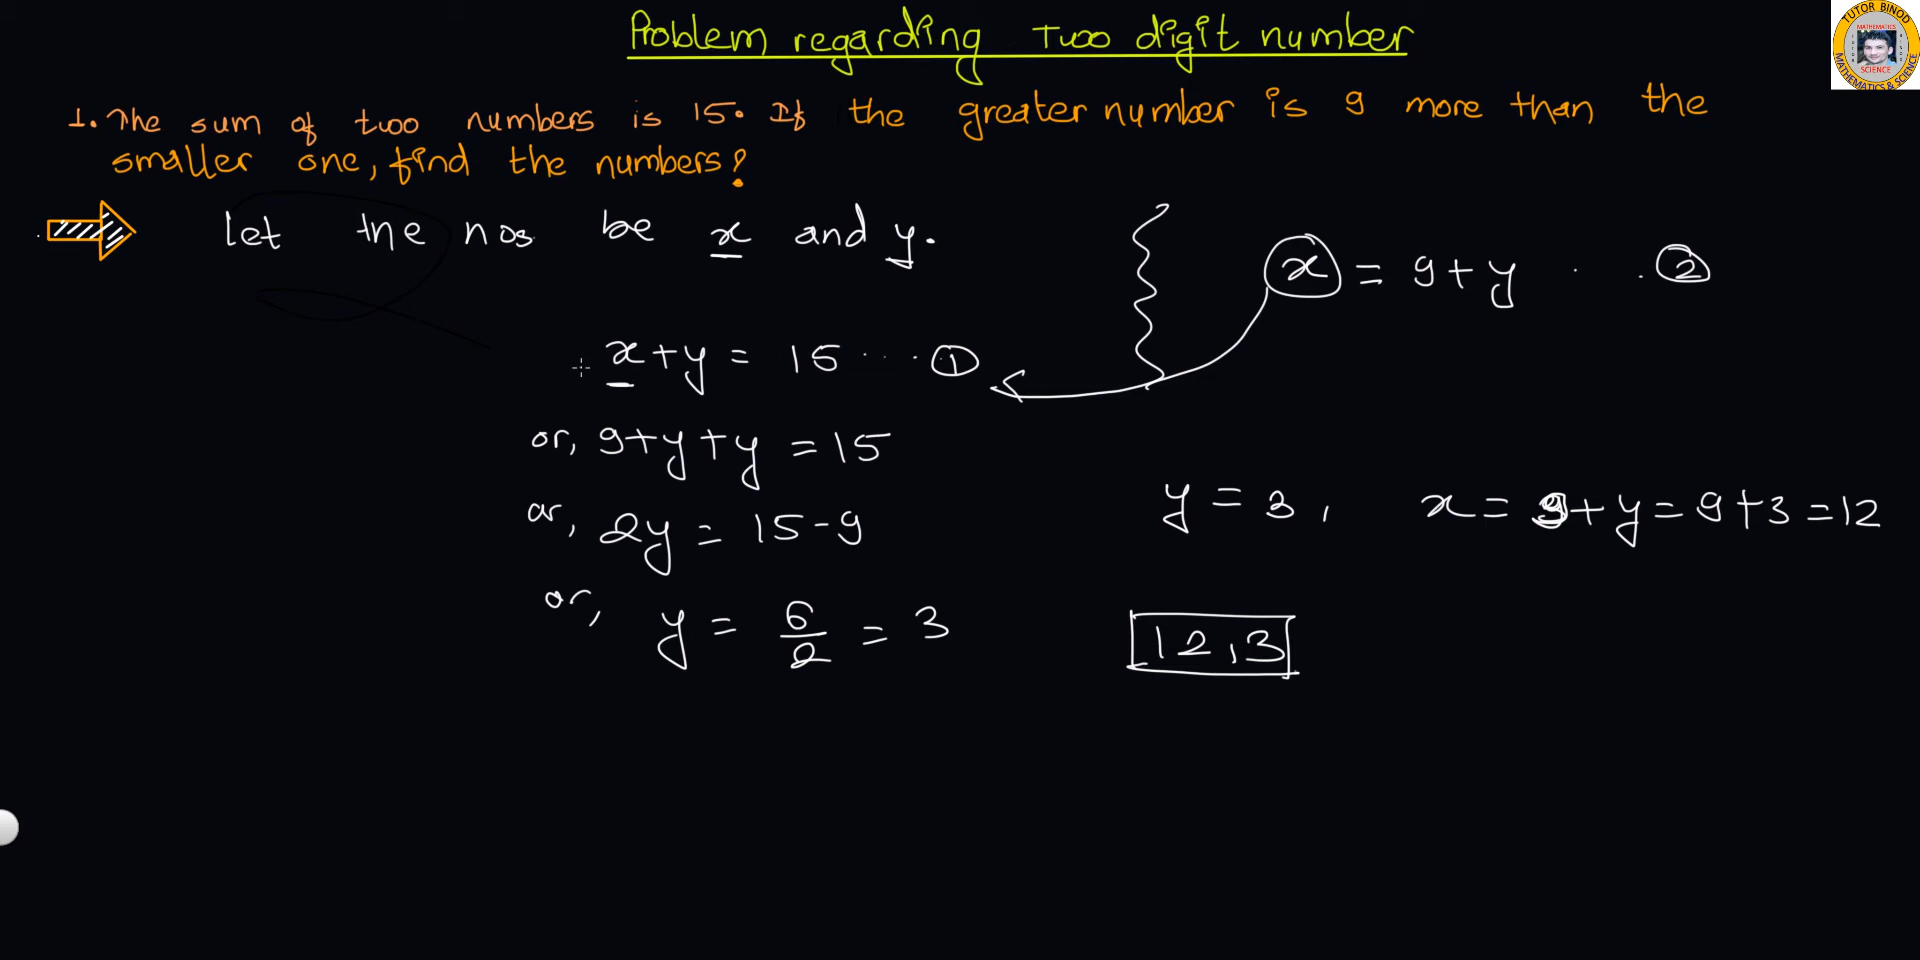 Problem regarding Two digit number
TUTOR BINOD
MATHEMATICS
SCIENCE
MATHEMATICS & SCIENCE
1. The sum of two numbers is 15. If the greater number is 9 more than the
smaller one, find the numbers?
let the nos be x and y.
x = 9 + y . . ②
x + y = 15 ... ①
or, 9 + y + y = 15
or, 2y = 15 - 9
or, y = 6/2 = 3
y = 3, x = 9 + y = 9 + 3 = 12
12, 3